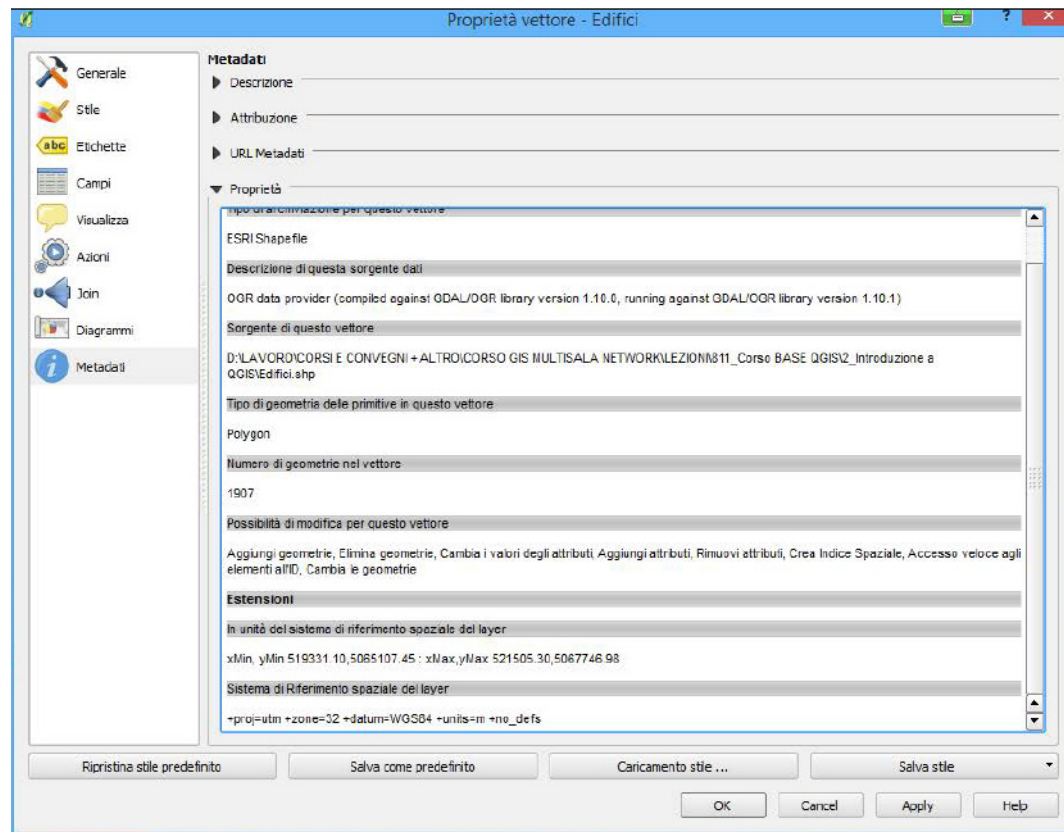 Proprietà vettore - Edifici
?
x
Generale
Stile
abc
Etichette
Campi
Visualizza
Azioni
Join
Diagrammi
Metadati
Metadati
Descrizione
Attribuzione
URL Metadati
Proprietà
Tipo di archiviazione per questo vettore
ESRI Shapefile
Descrizione di questa sorgente dati
OGR data provider (compiled against GDAL/OGR library version 1.10.0, running against GDAL/OGR library version 1.10.1)
Sorgente di questo vettore
D:\LAVORO\CORSI E CONVEGNI + ALTRO\CORSO GIS MULTISALA NETWORK\LEZIONI\811_Corso BASE QGIS\2_Introduzione a
QGIS\Edifici.shp
Tipo di geometria delle primitive in questo vettore
Polygon
Numero di geometrie nel vettore
1907
Possibilità di modifica per questo vettore
Aggiungi geometrie, Elimina geometrie, Cambia i valori degli attributi, Aggiungi attributi, Rimuovi attributi, Crea Indice Spaziale, Accesso veloce agli
elementi all'ID, Cambia le geometrie
Estensioni
In unità del sistema di riferimento spaziale del layer
xMin, yMin 519331.10,5065107.45 : xMax,yMax 521505.30,5067746.98
Sistema di Riferimento spaziale del layer
+proj=utm +zone=32 +datum=WGS84 +units=m +no_defs
Ripristina stile predefinito
Salva come predefinito
Caricamento stile ...
Salva stile
OK
Cancel
Apply
Help